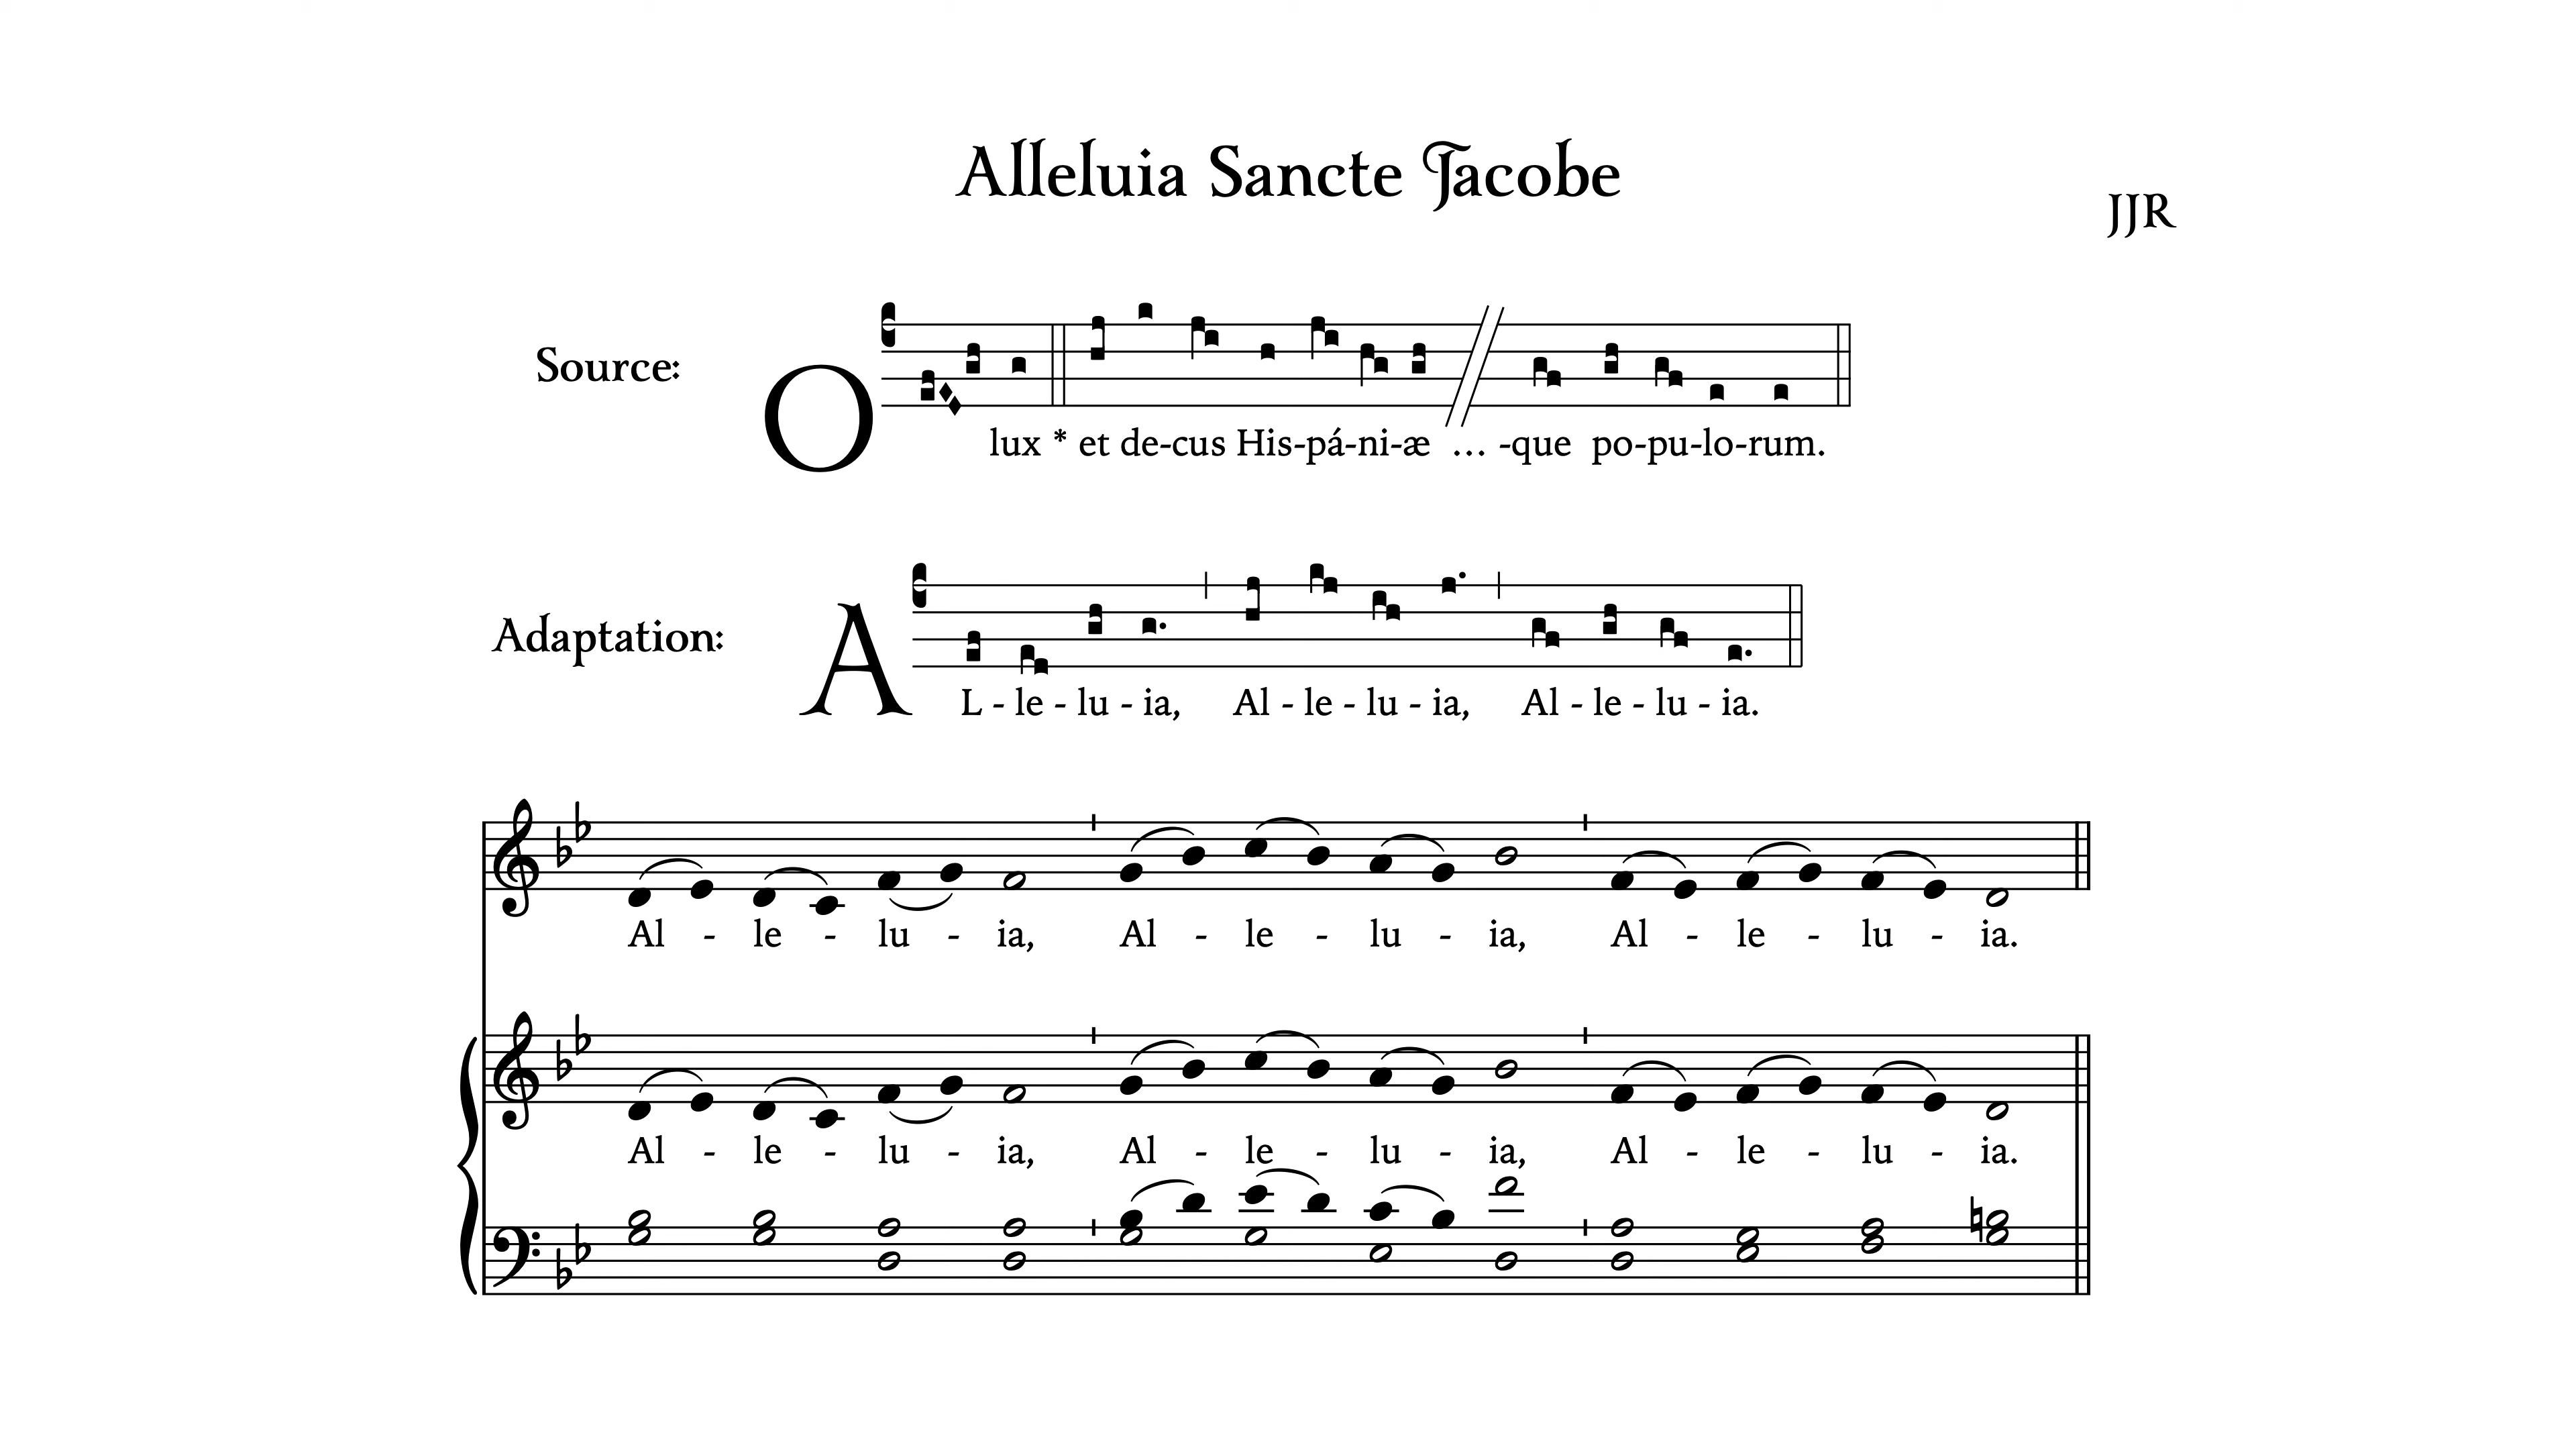 Alleluia Sancte Jacobe
JJR
Source:
O lux * et de-cus His-pá-ni-æ ... -que po-pu-lo-rum.
Adaptation:
AL - le - lu - ia, Al - le - lu - ia, Al - le - lu - ia.
Al - le - lu - ia, Al - le - lu - ia, Al - le - lu - ia.
Al - le - lu - ia, Al - le - lu - ia, Al - le - lu - ia.